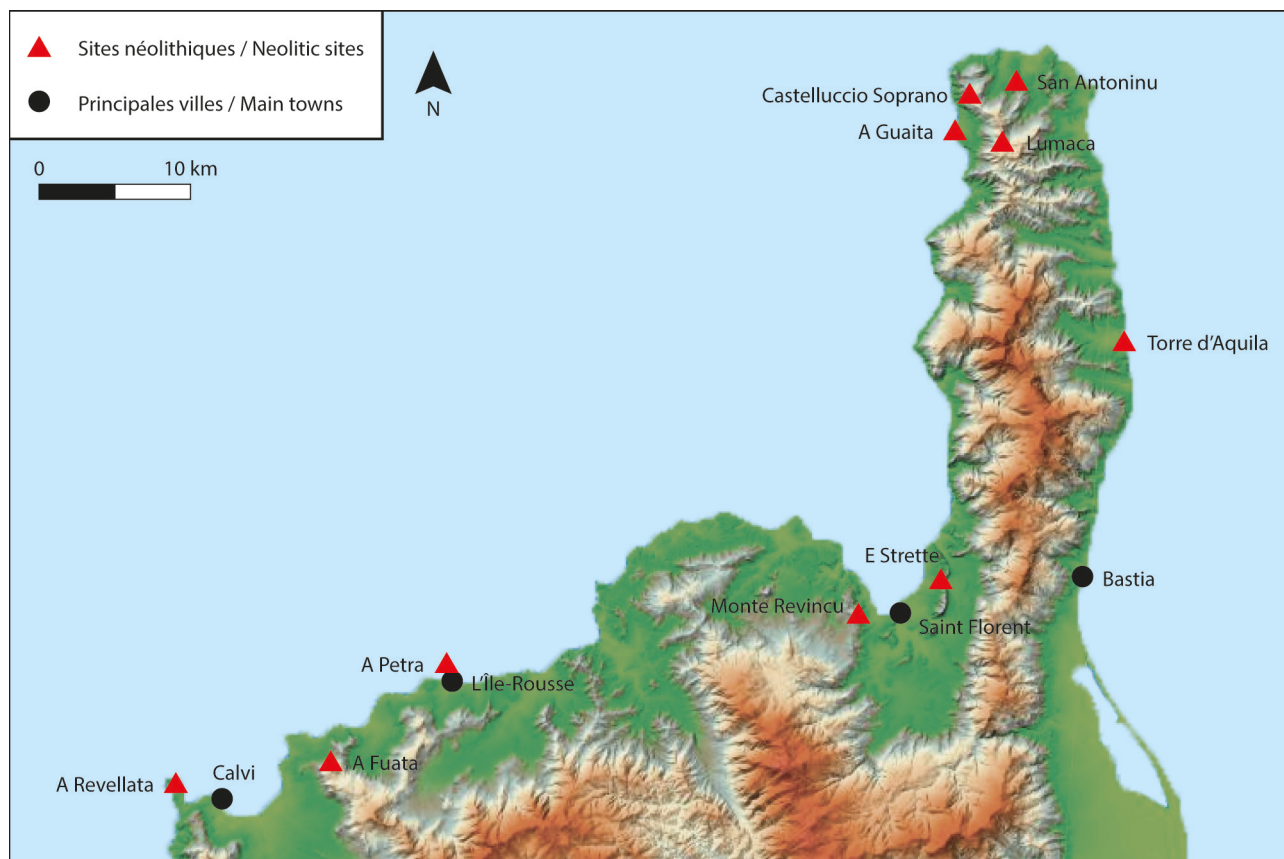 Sites néolithiques / Neolitic sites
Principales villes / Main towns
N
0 10 km
San Antoninu
Castelluccio Soprano
A Guaita
Lumaca
Torre d'Aquila
E Strette
Bastia
Monte Revincu
Saint Florent
A Petra
L'Île-Rousse
A Fuata
Calvi
A Revellata